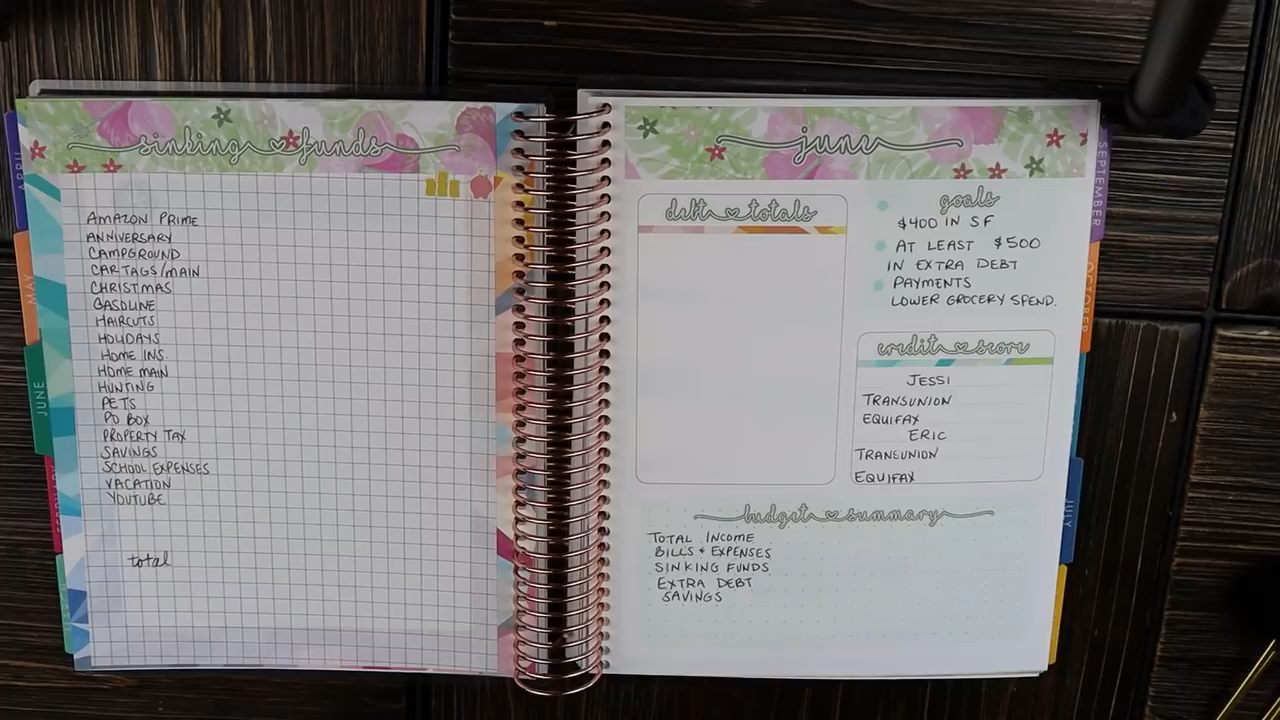 sinking funds
AMAZON PRIME
ANNIVERSARY
CAMPGROUND
CAR TAGS/MAIN
CHRISTMAS
GASOLINE
HAIRCUTS
HOLIDAYS
HOME INS.
HOME MAIN
HUNTING
PETS
PO BOX
PROPERTY TAX
SAVINGS
SCHOOL EXPENSES
VACATION
YOUTUBE
total
APRIL
MAY
JUNE
FEBRUARY
june
debt totals
goals
$400 IN SF
AT LEAST $500
IN EXTRA DEBT
PAYMENTS
LOWER GROCERY SPEND.
credit score
JESSI
TRANSUNION
EQUIFAX
ERIC
TRANSUNION
EQUIFAX
budget summary
TOTAL INCOME
BILLS + EXPENSES
SINKING FUNDS
EXTRA DEBT
SAVINGS
SEPTEMBER
OCTOBER
JULY